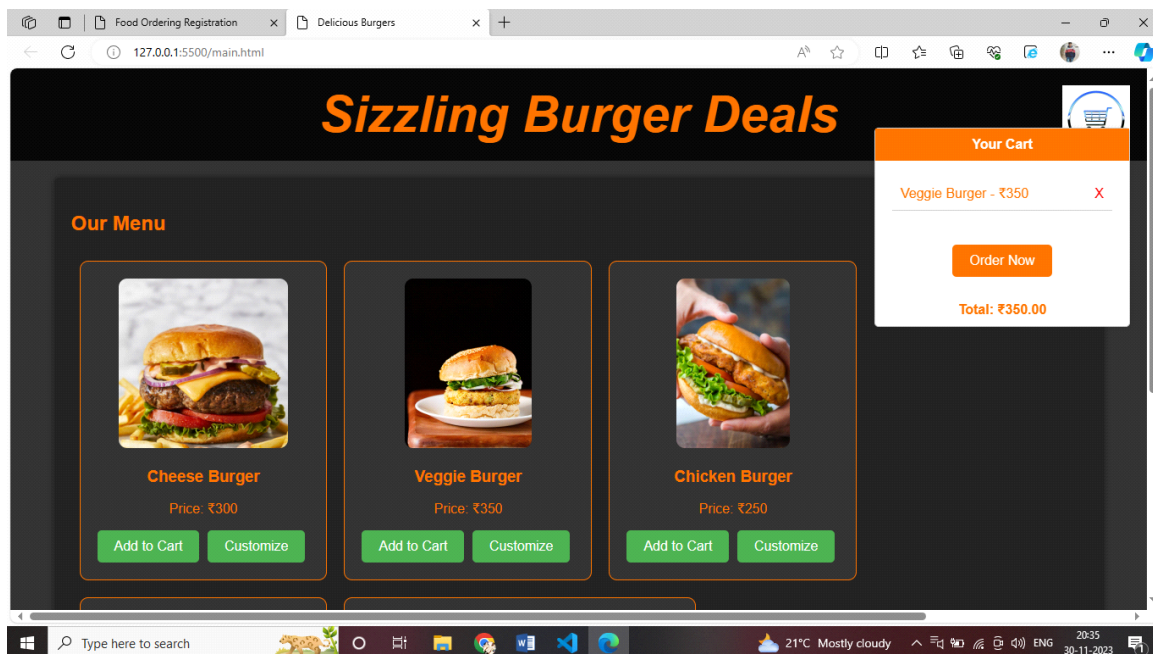 Food Ordering Registration
Delicious Burgers
127.0.0.1:5500/main.html
Sizzling Burger Deals
Your Cart
Veggie Burger - ₹350 X
Order Now
Total: ₹350.00
Our Menu
Cheese Burger
Price: ₹300
Add to Cart Customize
Veggie Burger
Price: ₹350
Add to Cart Customize
Chicken Burger
Price: ₹250
Add to Cart Customize
Type here to search
21°C Mostly cloudy
ENG
20:35
30-11-2023